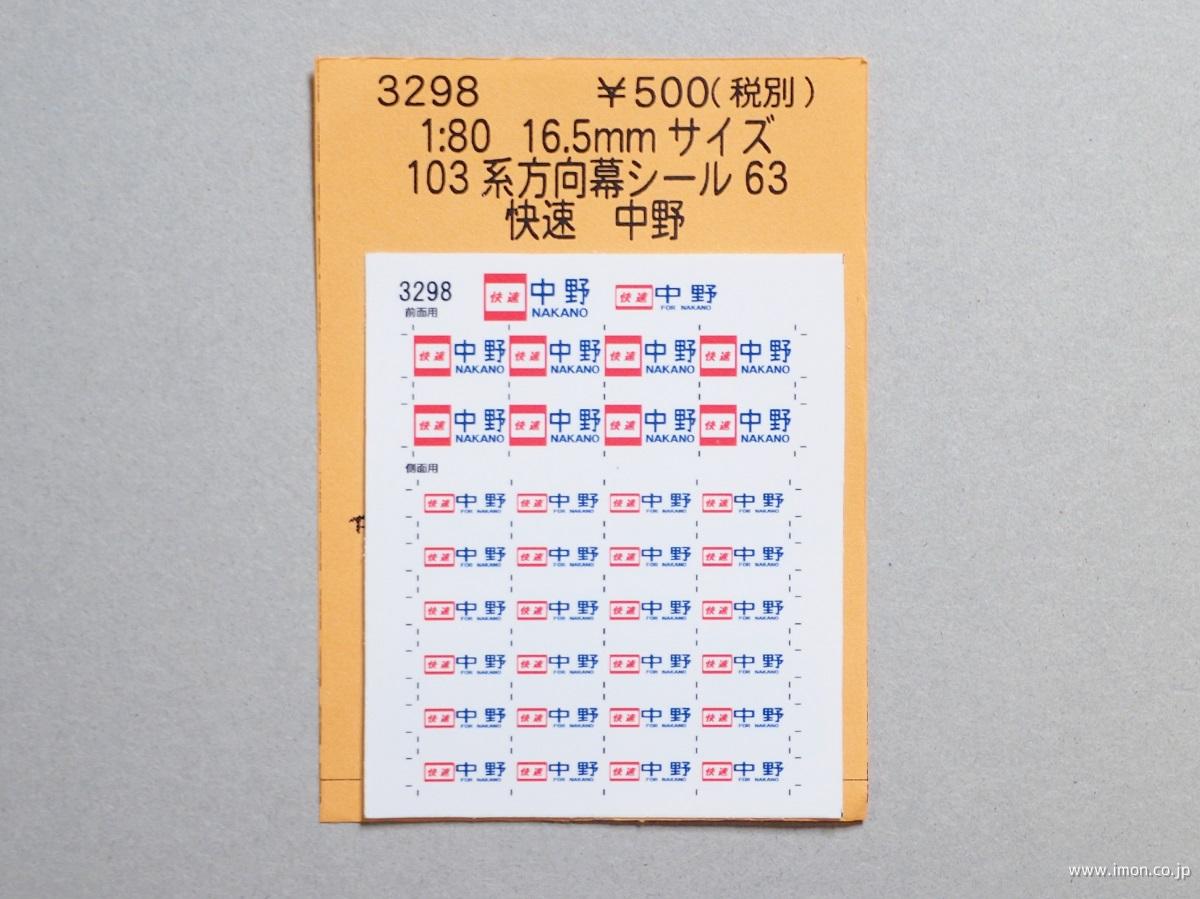 3298 ¥500(税別)
1:80 16.5mm サイズ
103 系方向幕シール 63
快速 中野
3298 快速 中野 快速 中野
前面用 NAKANO FOR NAKANO
快速 中野 快速 中野 快速 中野 快速 中野
NAKANO NAKANO NAKANO NAKANO
快速 中野 快速 中野 快速 中野 快速 中野
NAKANO NAKANO NAKANO NAKANO
側面用
快速 中野 快速 中野 快速 中野 快速 中野
FOR NAKANO FOR NAKANO FOR NAKANO FOR NAKANO
快速 中野 快速 中野 快速 中野 快速 中野
FOR NAKANO FOR NAKANO FOR NAKANO FOR NAKANO
快速 中野 快速 中野 快速 中野 快速 中野
FOR NAKANO FOR NAKANO FOR NAKANO FOR NAKANO
快速 中野 快速 中野 快速 中野 快速 中野
FOR NAKANO FOR NAKANO FOR NAKANO FOR NAKANO
快速 中野 快速 中野 快速 中野 快速 中野
FOR NAKANO FOR NAKANO FOR NAKANO FOR NAKANO
快速 中野 快速 中野 快速 中野 快速 中野
FOR NAKANO FOR NAKANO FOR NAKANO FOR NAKANO
www.imon.co.jp